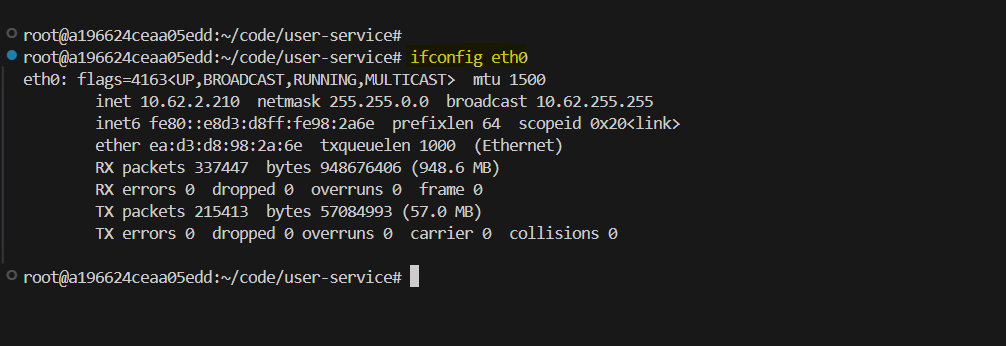 root@a196624ceaa05edd:~/code/user-service#
root@a196624ceaa05edd:~/code/user-service# ifconfig eth0
eth0: flags=4163<UP,BROADCAST,RUNNING,MULTICAST>  mtu 1500
        inet 10.62.2.210  netmask 255.255.0.0  broadcast 10.62.255.255
        inet6 fe80::e8d3:d8ff:fe98:2a6e  prefixlen 64  scopeid 0x20<link>
        ether ea:d3:d8:98:2a:6e  txqueuelen 1000  (Ethernet)
        RX packets 337447  bytes 948676406 (948.6 MB)
        RX errors 0  dropped 0  overruns 0  frame 0
        TX packets 215413  bytes 57084993 (57.0 MB)
        TX errors 0  dropped 0 overruns 0  carrier 0  collisions 0
root@a196624ceaa05edd:~/code/user-service#